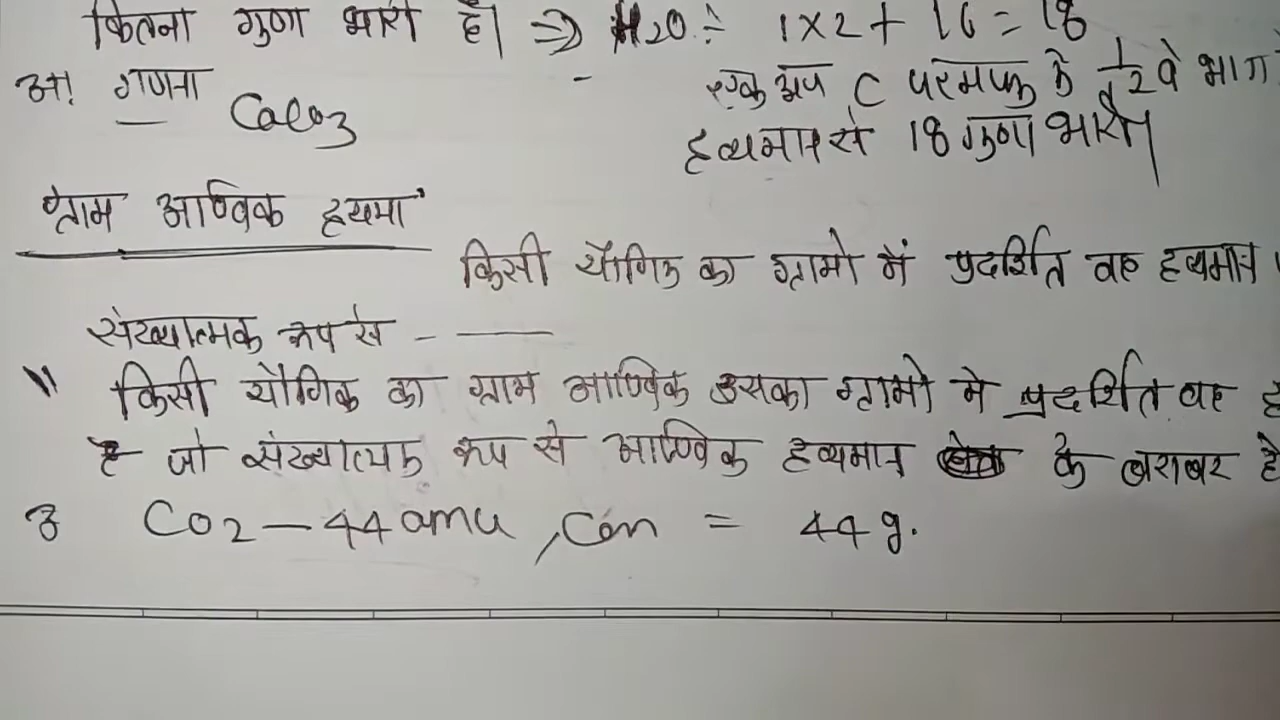 कितना गुणा भारी है। ⇒ H2O ÷ 1×2 + 16 = 18
आ! गणना CaCO3
एक अणु C परमाणु के 1/12 वे भाग
द्रव्यमान से 18 गुणा भारी।
ग्राम आण्विक द्रव्यमा
किसी यौगिक का ग्रामो में प्रदर्शित वह द्रव्यमान
संख्यात्मक रूप से - ——
" किसी यौगिक का ग्राम आण्विक उसका ग्रामो मे प्रदर्शित वह
है जो संख्यात्मक रूप से आण्विक द्रव्यमान के बराबर है
उ CO2 – 44 amu, = 44 g.